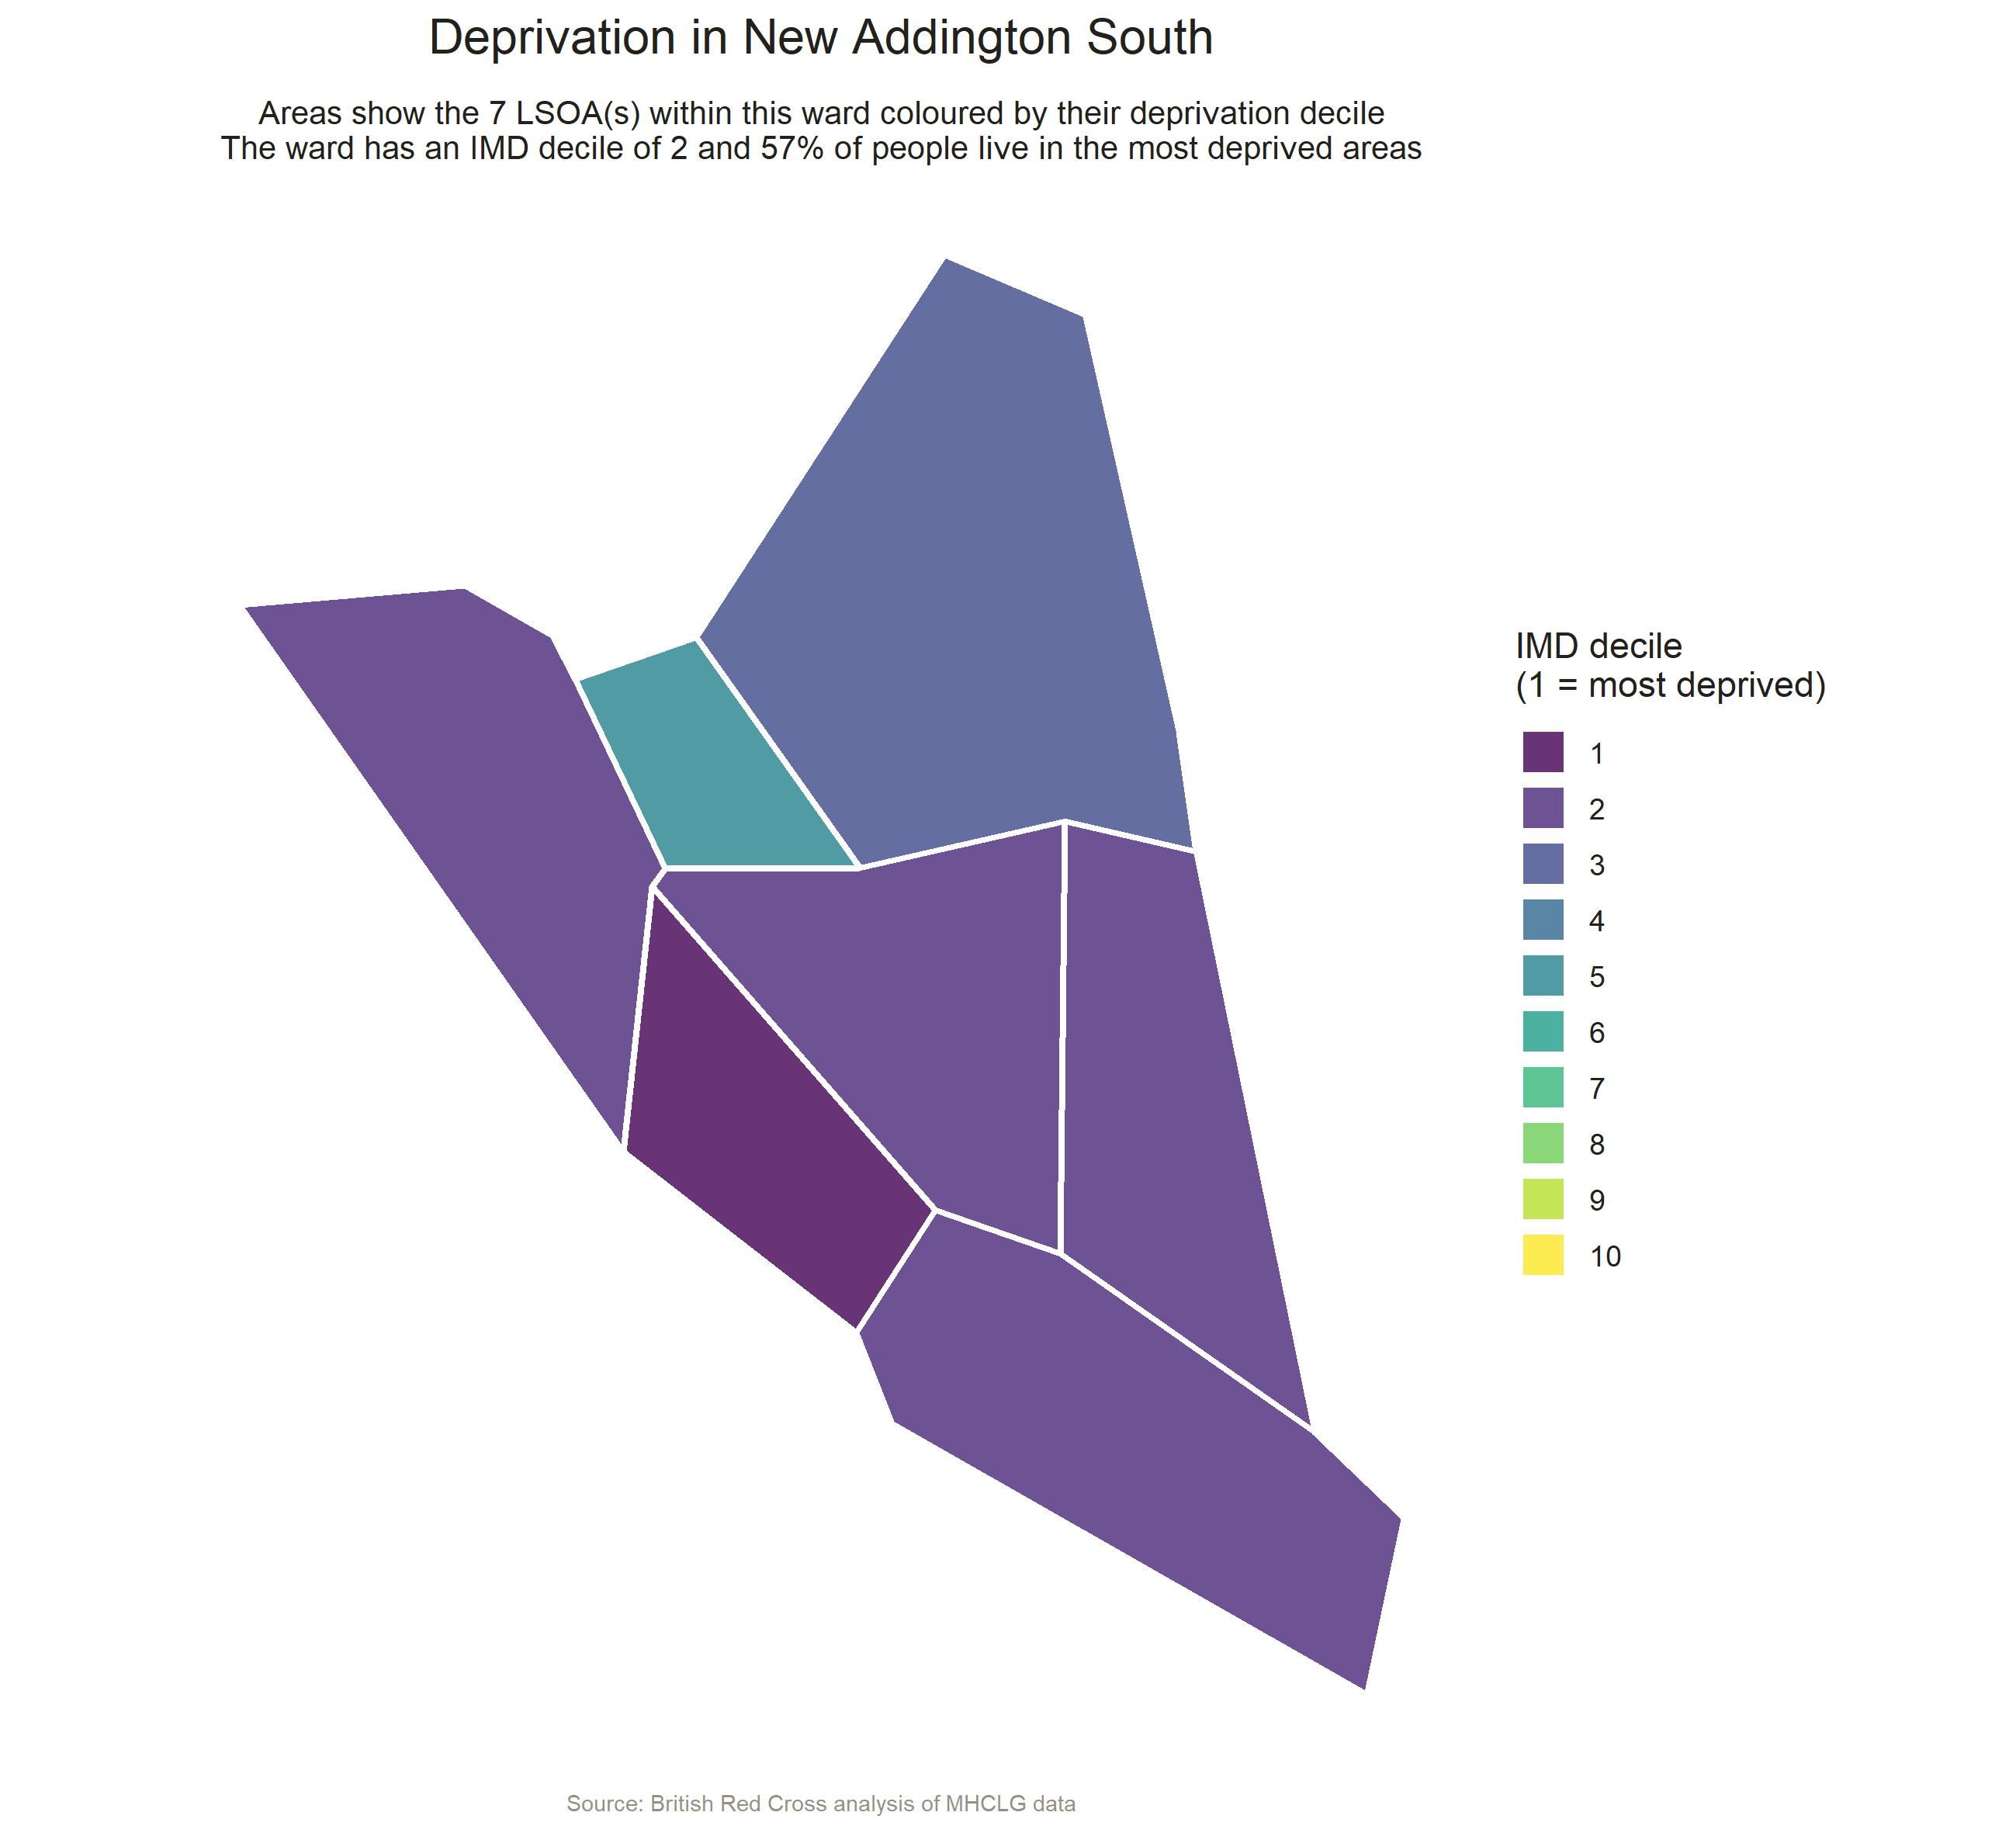 Deprivation in New Addington South
Areas show the 7 LSOA(s) within this ward coloured by their deprivation decile
The ward has an IMD decile of 2 and 57% of people live in the most deprived areas
IMD decile
(1 = most deprived)
1
2
3
4
5
6
7
8
9
10
Source: British Red Cross analysis of MHCLG data